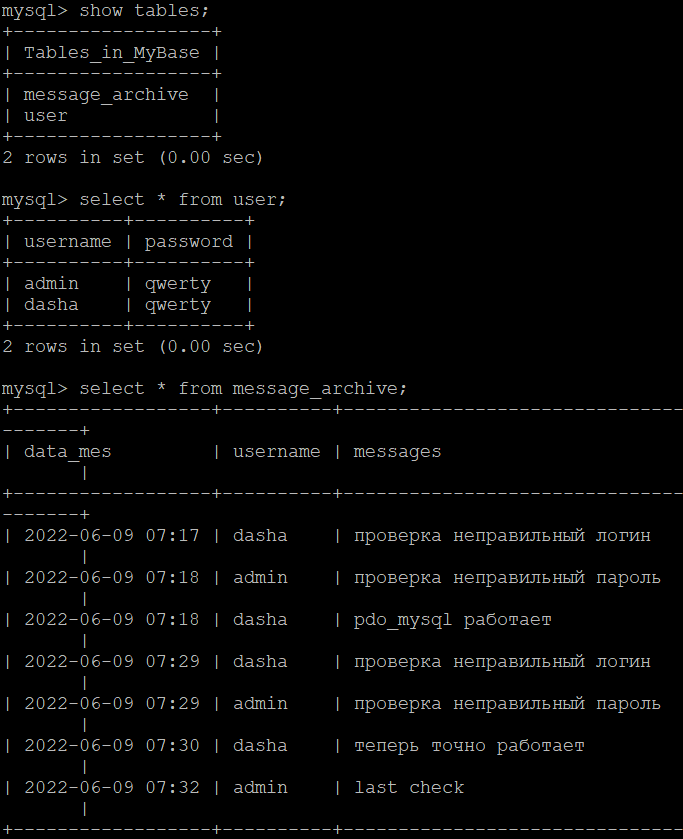 mysql> show tables;
+------------------+
| Tables_in_MyBase |
+------------------+
| message_archive  |
| user             |
+------------------+
2 rows in set (0.00 sec)

mysql> select * from user;
+----------+----------+
| username | password |
+----------+----------+
| admin    | qwerty   |
| dasha    | qwerty   |
+----------+----------+
2 rows in set (0.00 sec)

mysql> select * from message_archive;
+------------------+----------+-------------------------------
-------+
| data_mes         | username | messages
       |
+------------------+----------+-------------------------------
-------+
| 2022-06-09 07:17 | dasha    | проверка неправильный логин
       |
| 2022-06-09 07:18 | admin    | проверка неправильный пароль
       |
| 2022-06-09 07:18 | dasha    | pdo_mysql работает
       |
| 2022-06-09 07:29 | dasha    | проверка неправильный логин
       |
| 2022-06-09 07:29 | admin    | проверка неправильный пароль
       |
| 2022-06-09 07:30 | dasha    | теперь точно работает
       |
| 2022-06-09 07:32 | admin    | last check
       |
+------------------+----------+-------------------------------